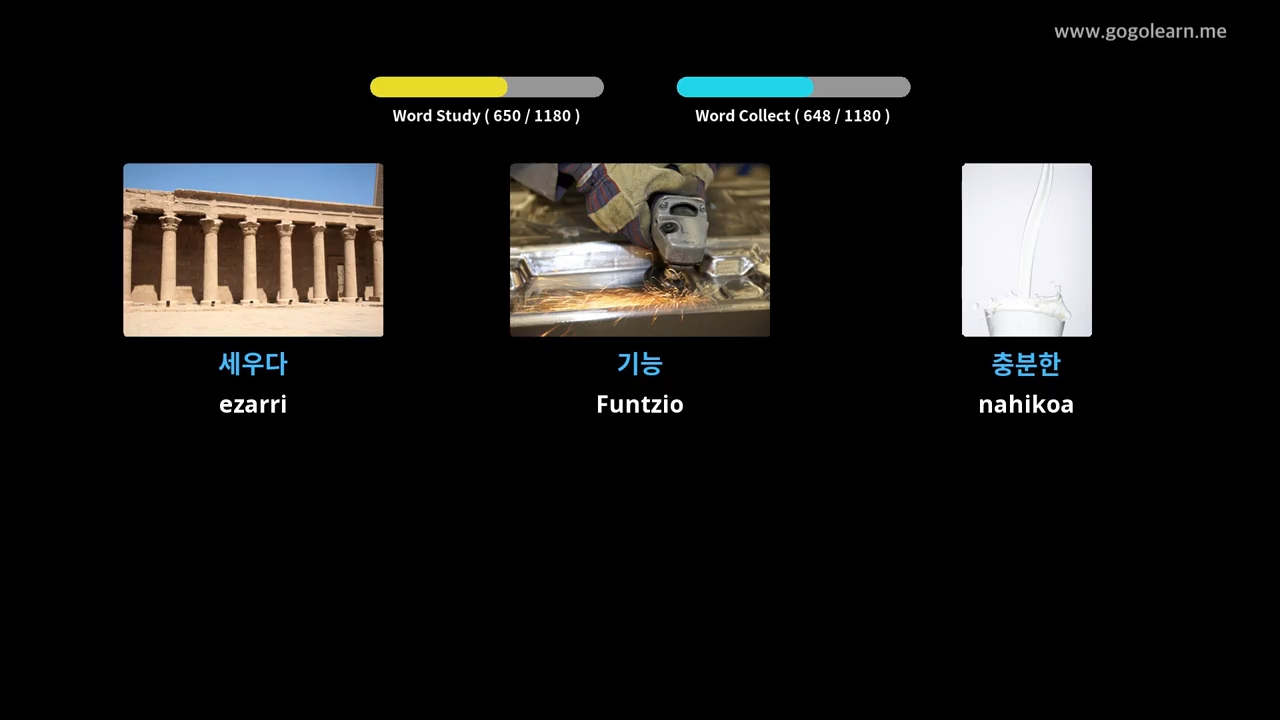 www.gogolearn.me
Word Study ( 650 / 1180 )
Word Collect ( 648 / 1180 )
세우다
기능
충분한
ezarri
Funtzio
nahikoa